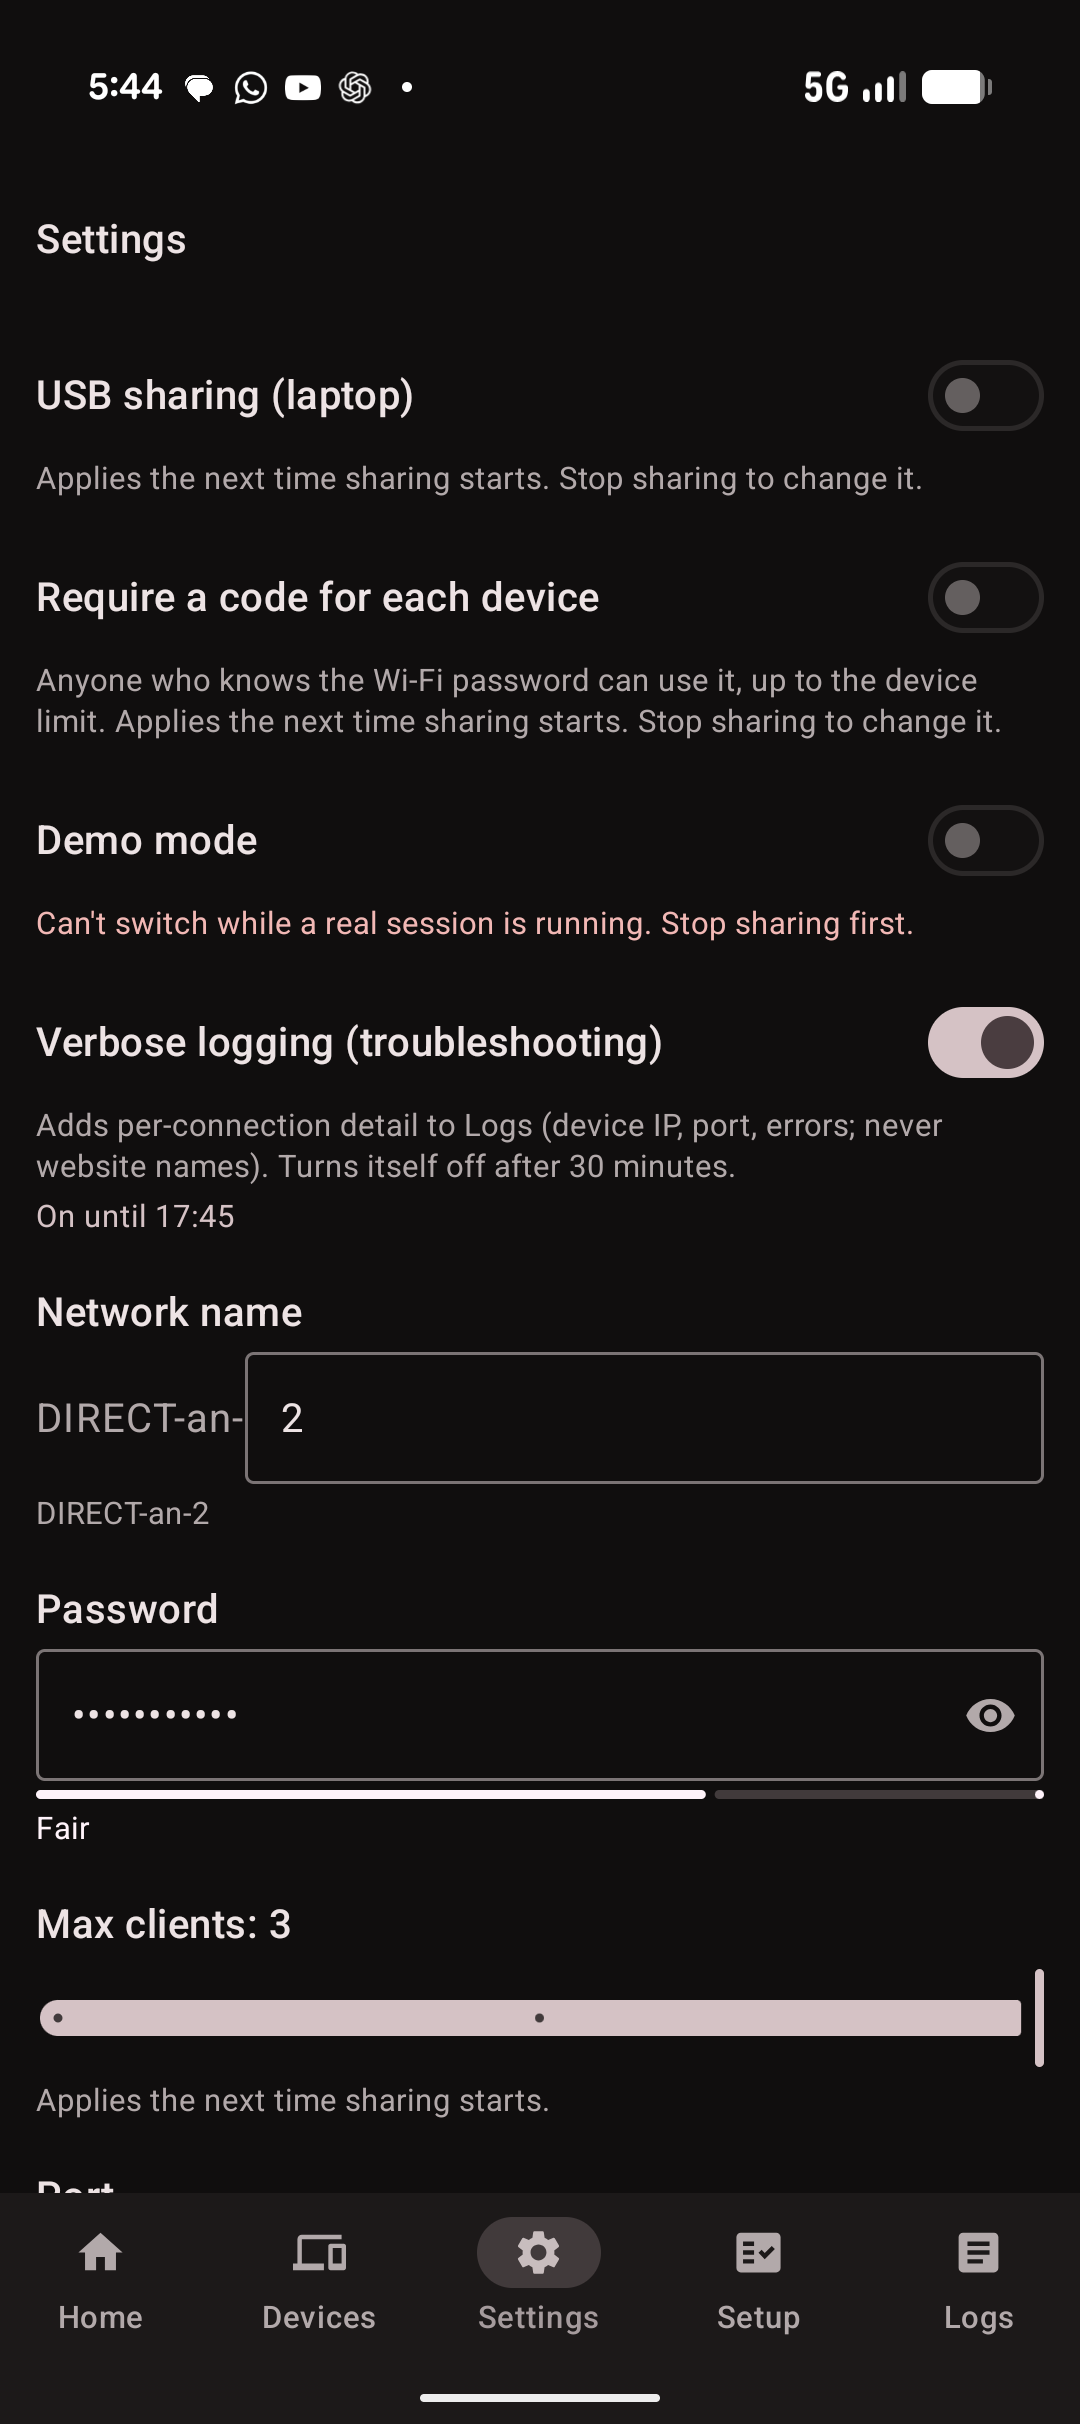 5:44
5G
Settings
USB sharing (laptop)
Applies the next time sharing starts. Stop sharing to change it.
Require a code for each device
Anyone who knows the Wi-Fi password can use it, up to the device
limit. Applies the next time sharing starts. Stop sharing to change it.
Demo mode
Can't switch while a real session is running. Stop sharing first.
Verbose logging (troubleshooting)
Adds per-connection detail to Logs (device IP, port, errors; never
website names). Turns itself off after 30 minutes.
On until 17:45
Network name
DIRECT-an- 2
DIRECT-an-2
Password
•••••••••••
Fair
Max clients: 3
Applies the next time sharing starts.
Port
Home Devices Settings Setup Logs